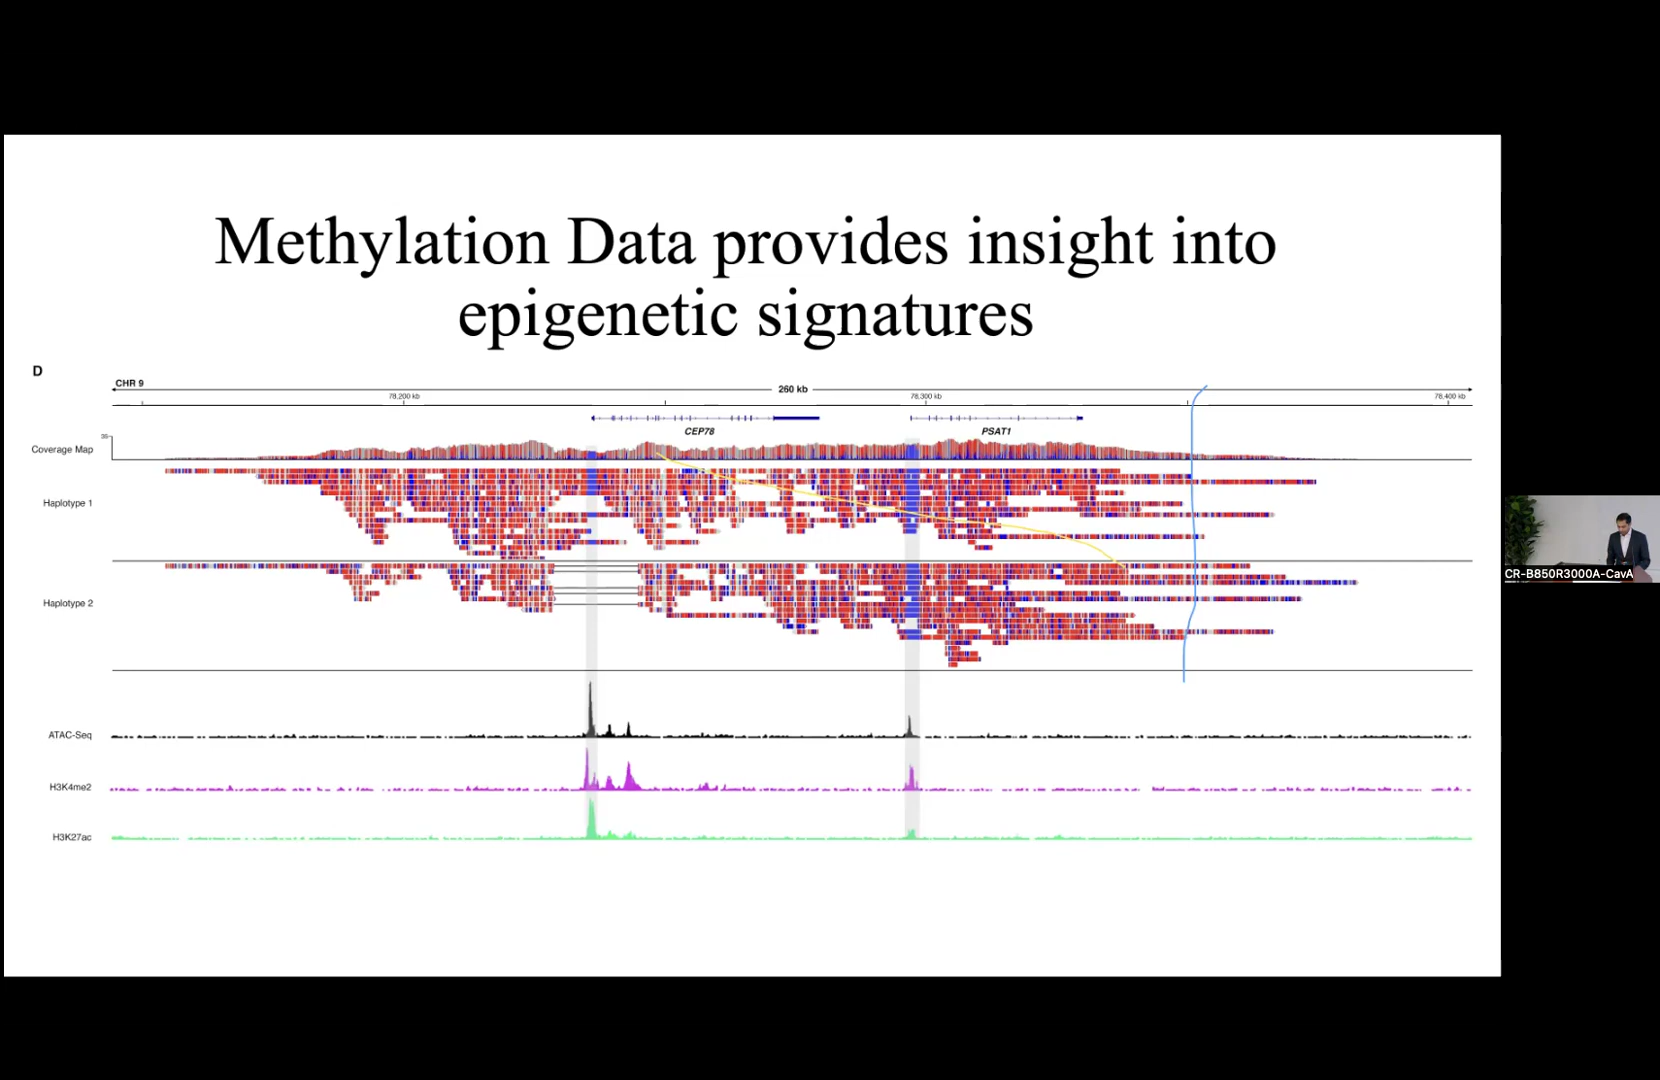 Methylation Data provides insight into
epigenetic signatures
D
CHR 9
260 kb
78,200 kb 78,300 kb 78,400 kb
CEP78 PSAT1
Coverage Map
Haplotype 1
Haplotype 2
ATAC-Seq
H3K4me2
H3K27ac
CR-B850R3000A-CavA